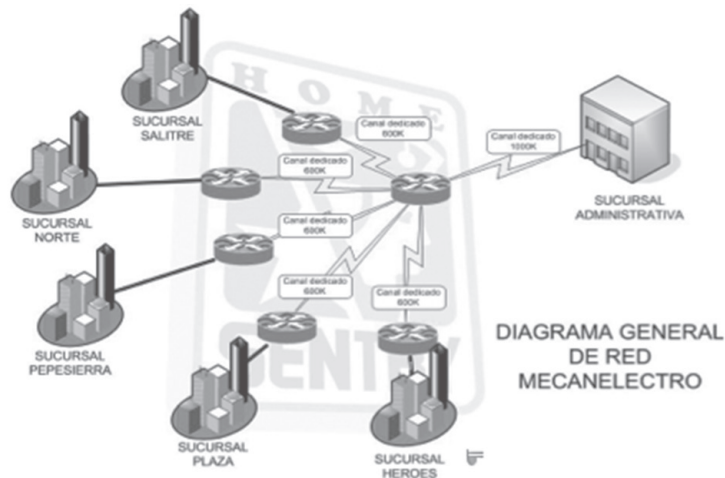 HOME
SENTRY
SUCURSAL
SALITRE
Canal dedicado
600K
Canal dedicado
1000K
SUCURSAL
ADMINISTRATIVA
SUCURSAL
NORTE
Canal dedicado
600K
Canal dedicado
600K
SUCURSAL
PEPESIERRA
Canal dedicado
600K
Canal dedicado
600K
DIAGRAMA GENERAL
DE RED
MECANELECTRO
SUCURSAL
PLAZA
SUCURSAL
HEROES